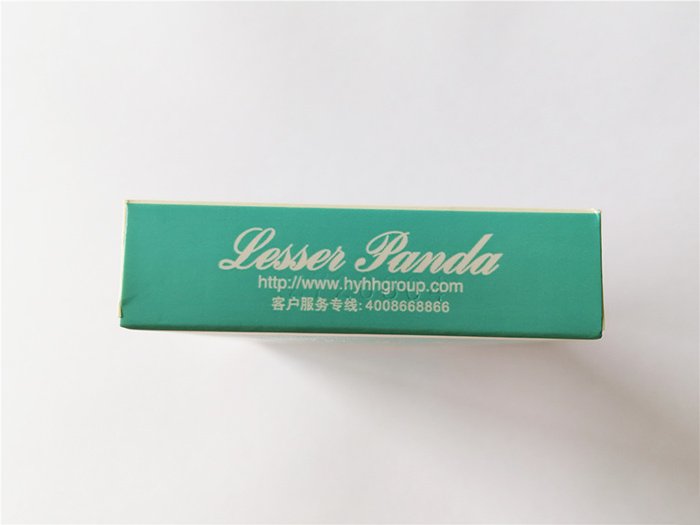 Lesser Panda
http://www.hyhhgroup.com
客户服务专线: 4008668866